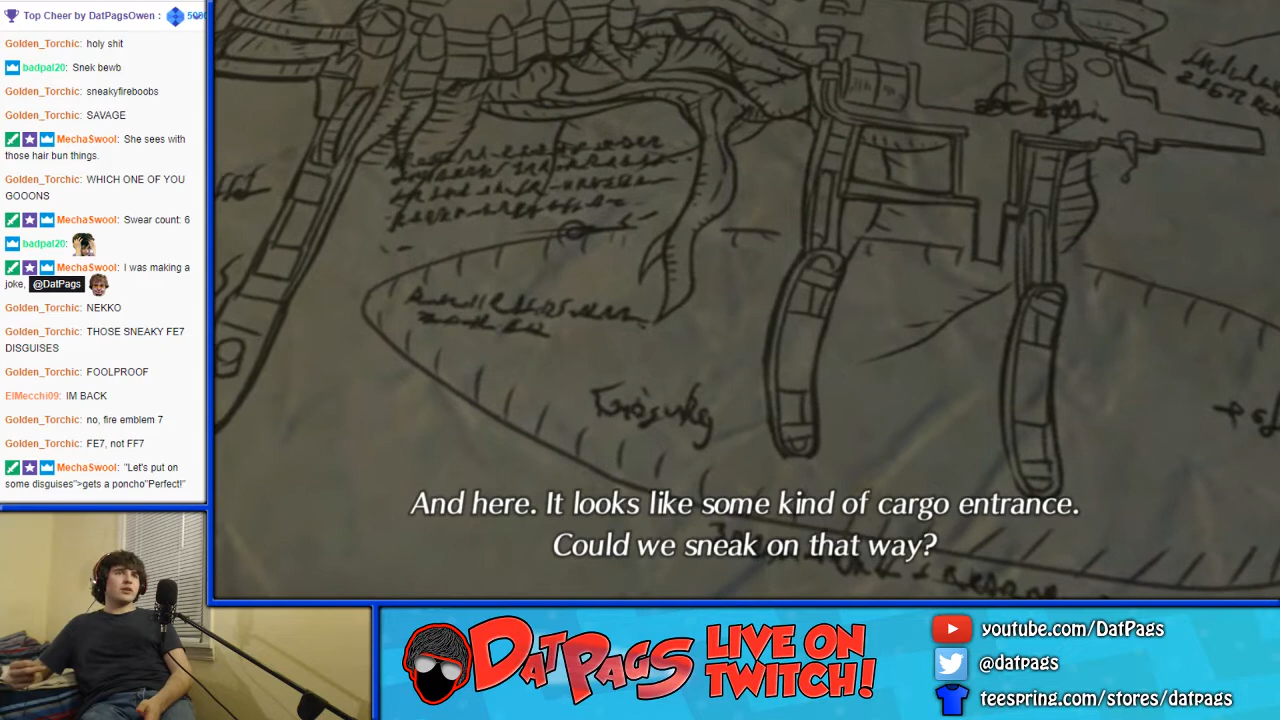 Top Cheer by DatPagsOwen :
Golden_Torchic: holy shit
badpal20: Snek bewb
Golden_Torchic: sneakyfireboobs
Golden_Torchic: SAVAGE
MechaSwool: She sees with
those hair bun things.
Golden_Torchic: WHICH ONE OF YOU
GOOONS
MechaSwool: Swear count: 6
badpal20:
MechaSwool: I was making a
joke, @DatPags
Golden_Torchic: NEKKO
Golden_Torchic: THOSE SNEAKY FE7
DISGUISES
Golden_Torchic: FOOLPROOF
ElMecchi09: IM BACK
Golden_Torchic: no, fire emblem 7
Golden_Torchic: FE7, not FF7
MechaSwool: "Let's put on
some disguises">gets a poncho"Perfect!"
And here. It looks like some kind of cargo entrance.
Could we sneak on that way?
DATPAGS LIVE ON
TWITCH!
youtube.com/DatPags
@datpags
teespring.com/stores/datpags